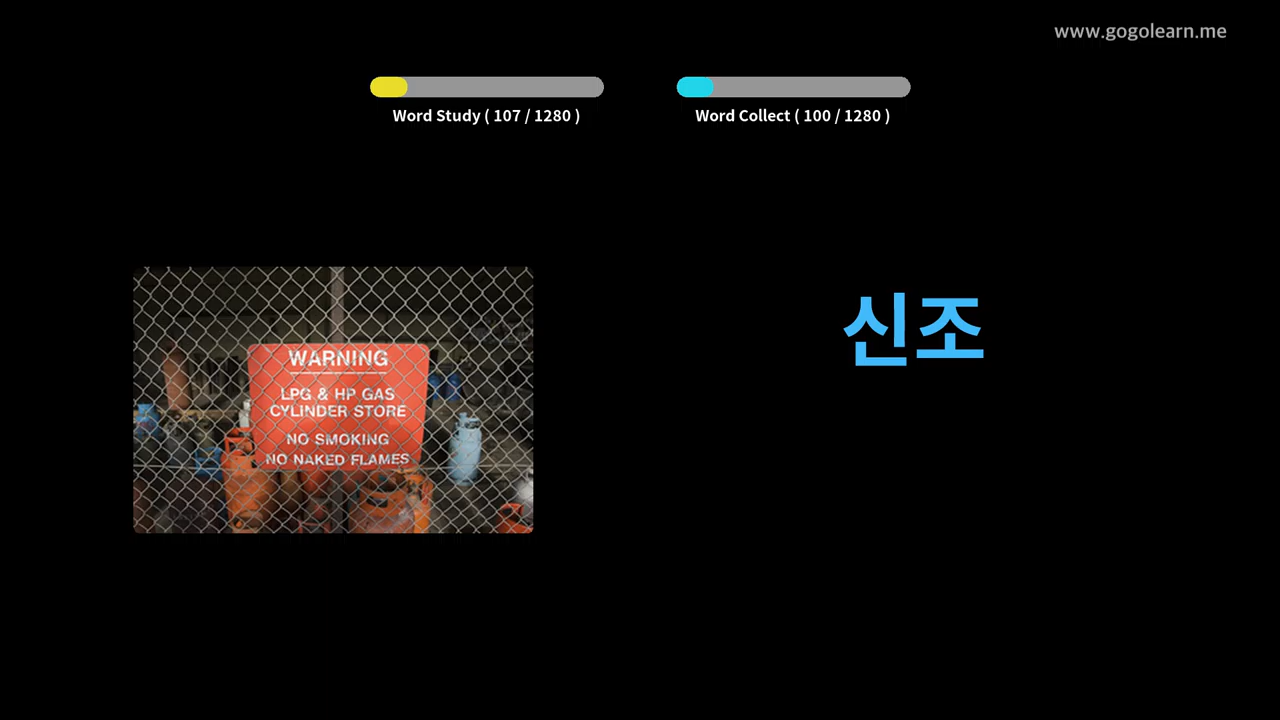 www.gogolearn.me
Word Study ( 107 / 1280 )
Word Collect ( 100 / 1280 )
WARNING
LPG & HP GAS
CYLINDER STORE
NO SMOKING
NO NAKED FLAMES
신조